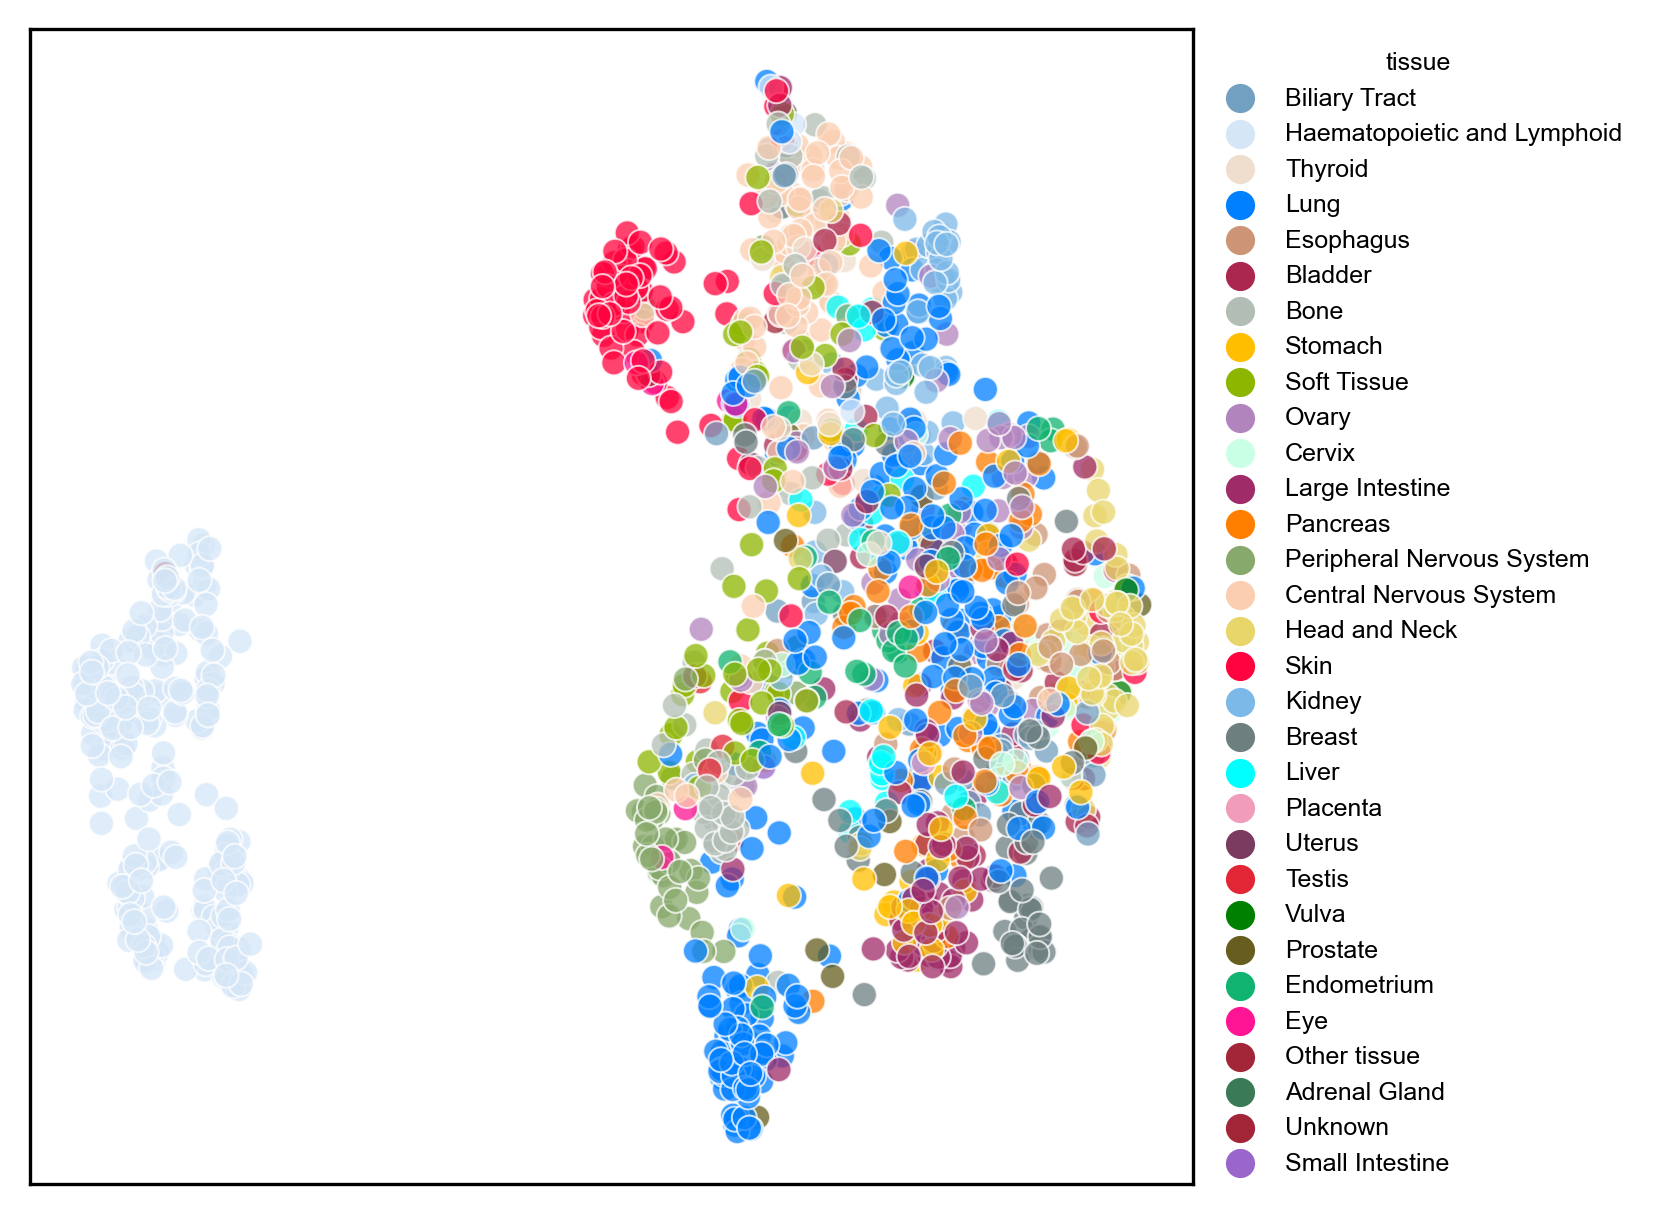 tissue
Biliary Tract
Haematopoietic and Lymphoid
Thyroid
Lung
Esophagus
Bladder
Bone
Stomach
Soft Tissue
Ovary
Cervix
Large Intestine
Pancreas
Peripheral Nervous System
Central Nervous System
Head and Neck
Skin
Kidney
Breast
Liver
Placenta
Uterus
Testis
Vulva
Prostate
Endometrium
Eye
Other tissue
Adrenal Gland
Unknown
Small Intestine